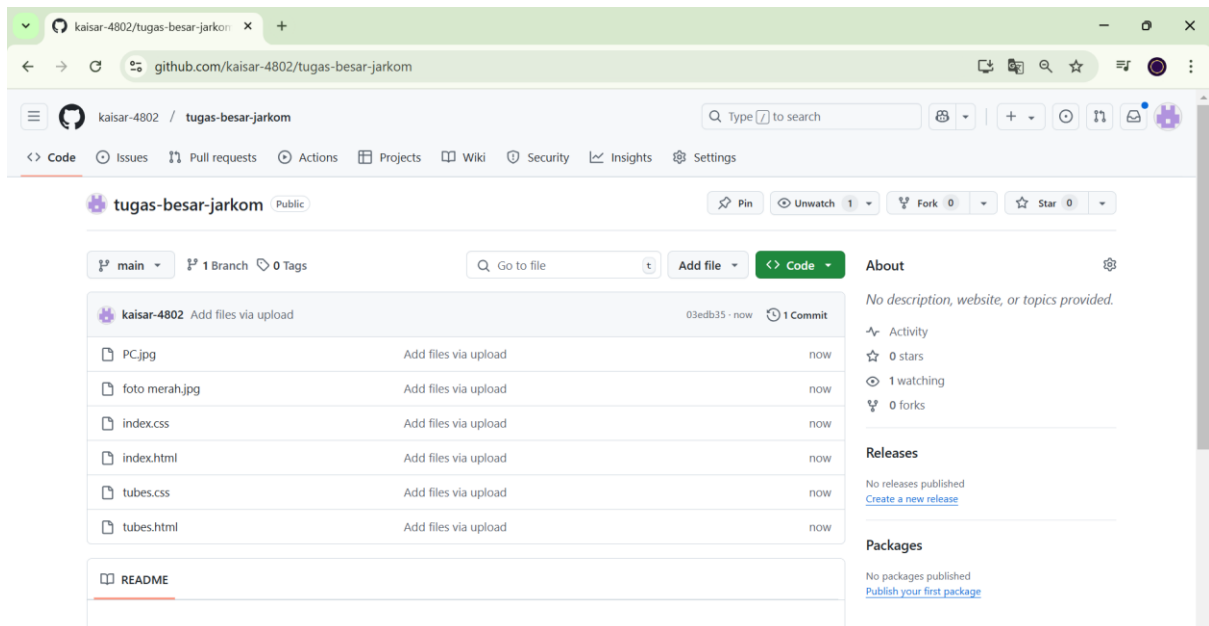 kaisar-4802/tugas-besar-jarkom
github.com/kaisar-4802/tugas-besar-jarkom
kaisar-4802 / tugas-besar-jarkom
Type / to search
Code Issues Pull requests Actions Projects Wiki Security Insights Settings
tugas-besar-jarkom Public
Pin Unwatch 1 Fork 0 Star 0
main 1 Branch 0 Tags Go to file t Add file Code
kaisar-4802 Add files via upload 03edb35 · now 1 Commit
PC.jpg Add files via upload now
foto merah.jpg Add files via upload now
index.css Add files via upload now
index.html Add files via upload now
tubes.css Add files via upload now
tubes.html Add files via upload now
README
About
No description, website, or topics provided.
Activity
0 stars
1 watching
0 forks
Releases
No releases published
Create a new release
Packages
No packages published
Publish your first package